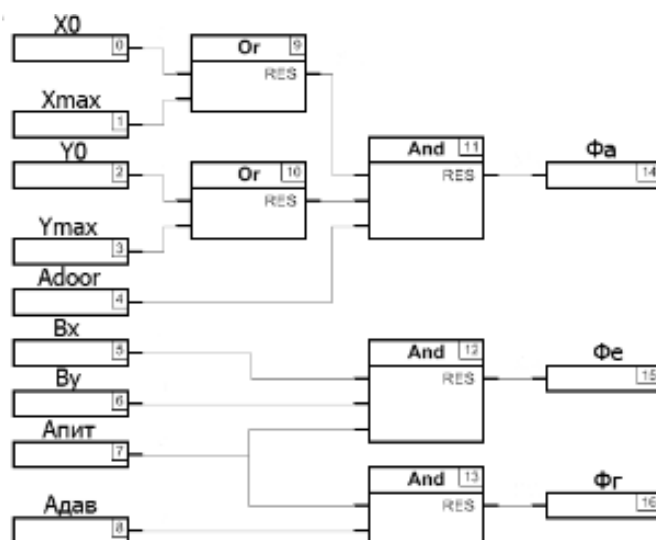 X0
0
Or 9
RES
Xmax
1
And 11
Фа
Y0
RES
14
2
Or 10
RES
Ymax
3
Adoor
4
Bx
And 12
Фе
5
RES
15
By
6
Апит
7
And 13
Фг
RES
16
Адав
8